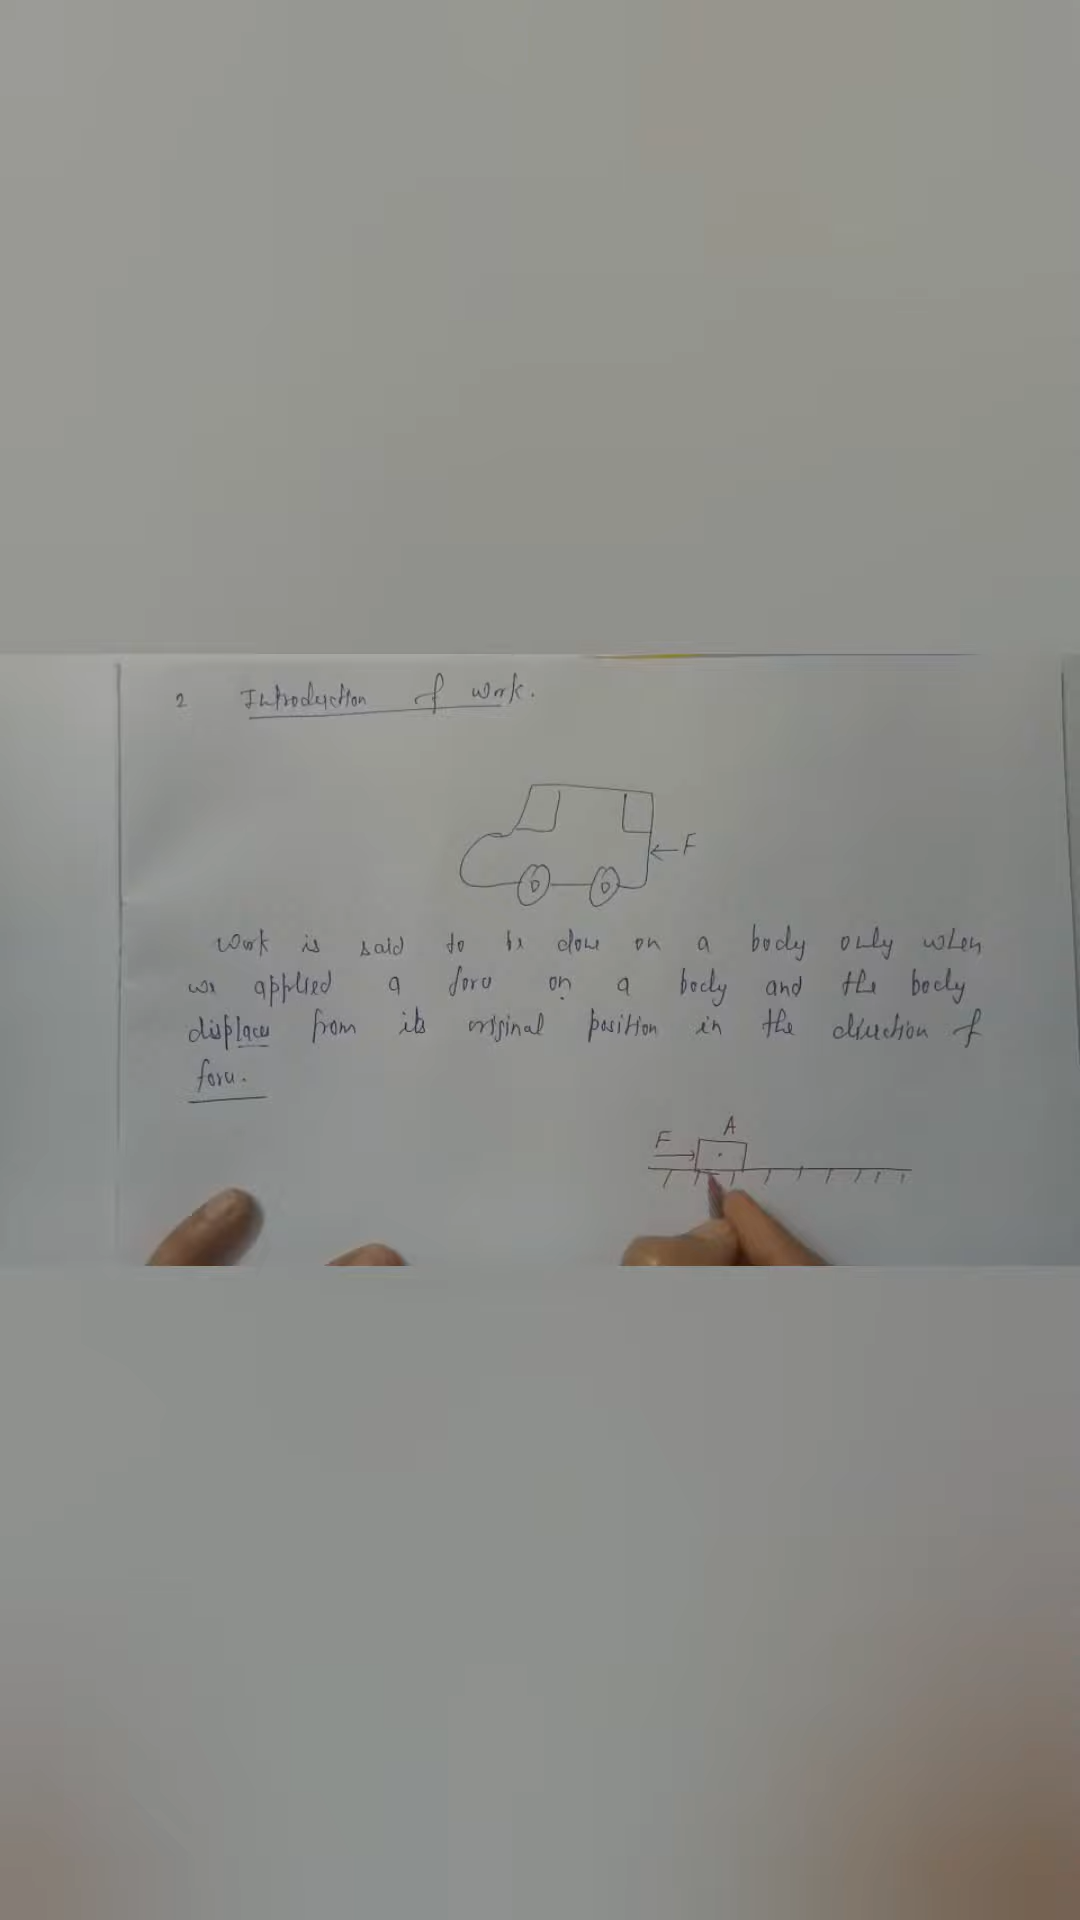 2 Introduction of work.
F
Work is said to be done on a body only when
we applied a force on a body and the body
displaces from its original position in the direction of
force.
A
F